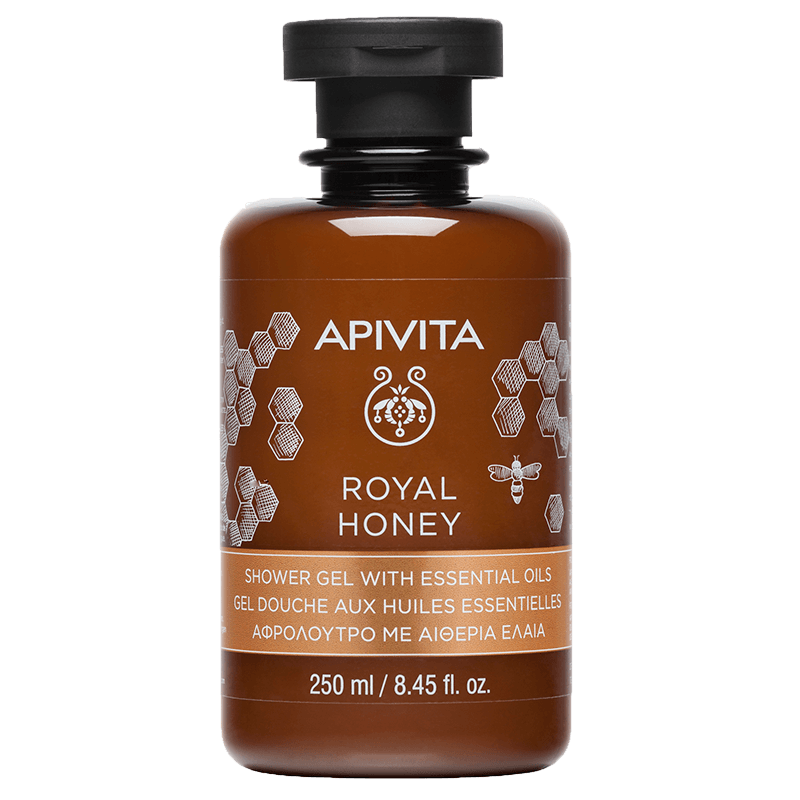 APIVITA
ROYAL
HONEY
SHOWER GEL WITH ESSENTIAL OILS
GEL DOUCHE AUX HUILES ESSENTIELLES
ΑΦΡΟΛΟΥΤΡΟ ΜΕ ΑΙΘΕΡΙΑ ΕΛΑΙΑ
250 ml / 8.45 fl. oz.